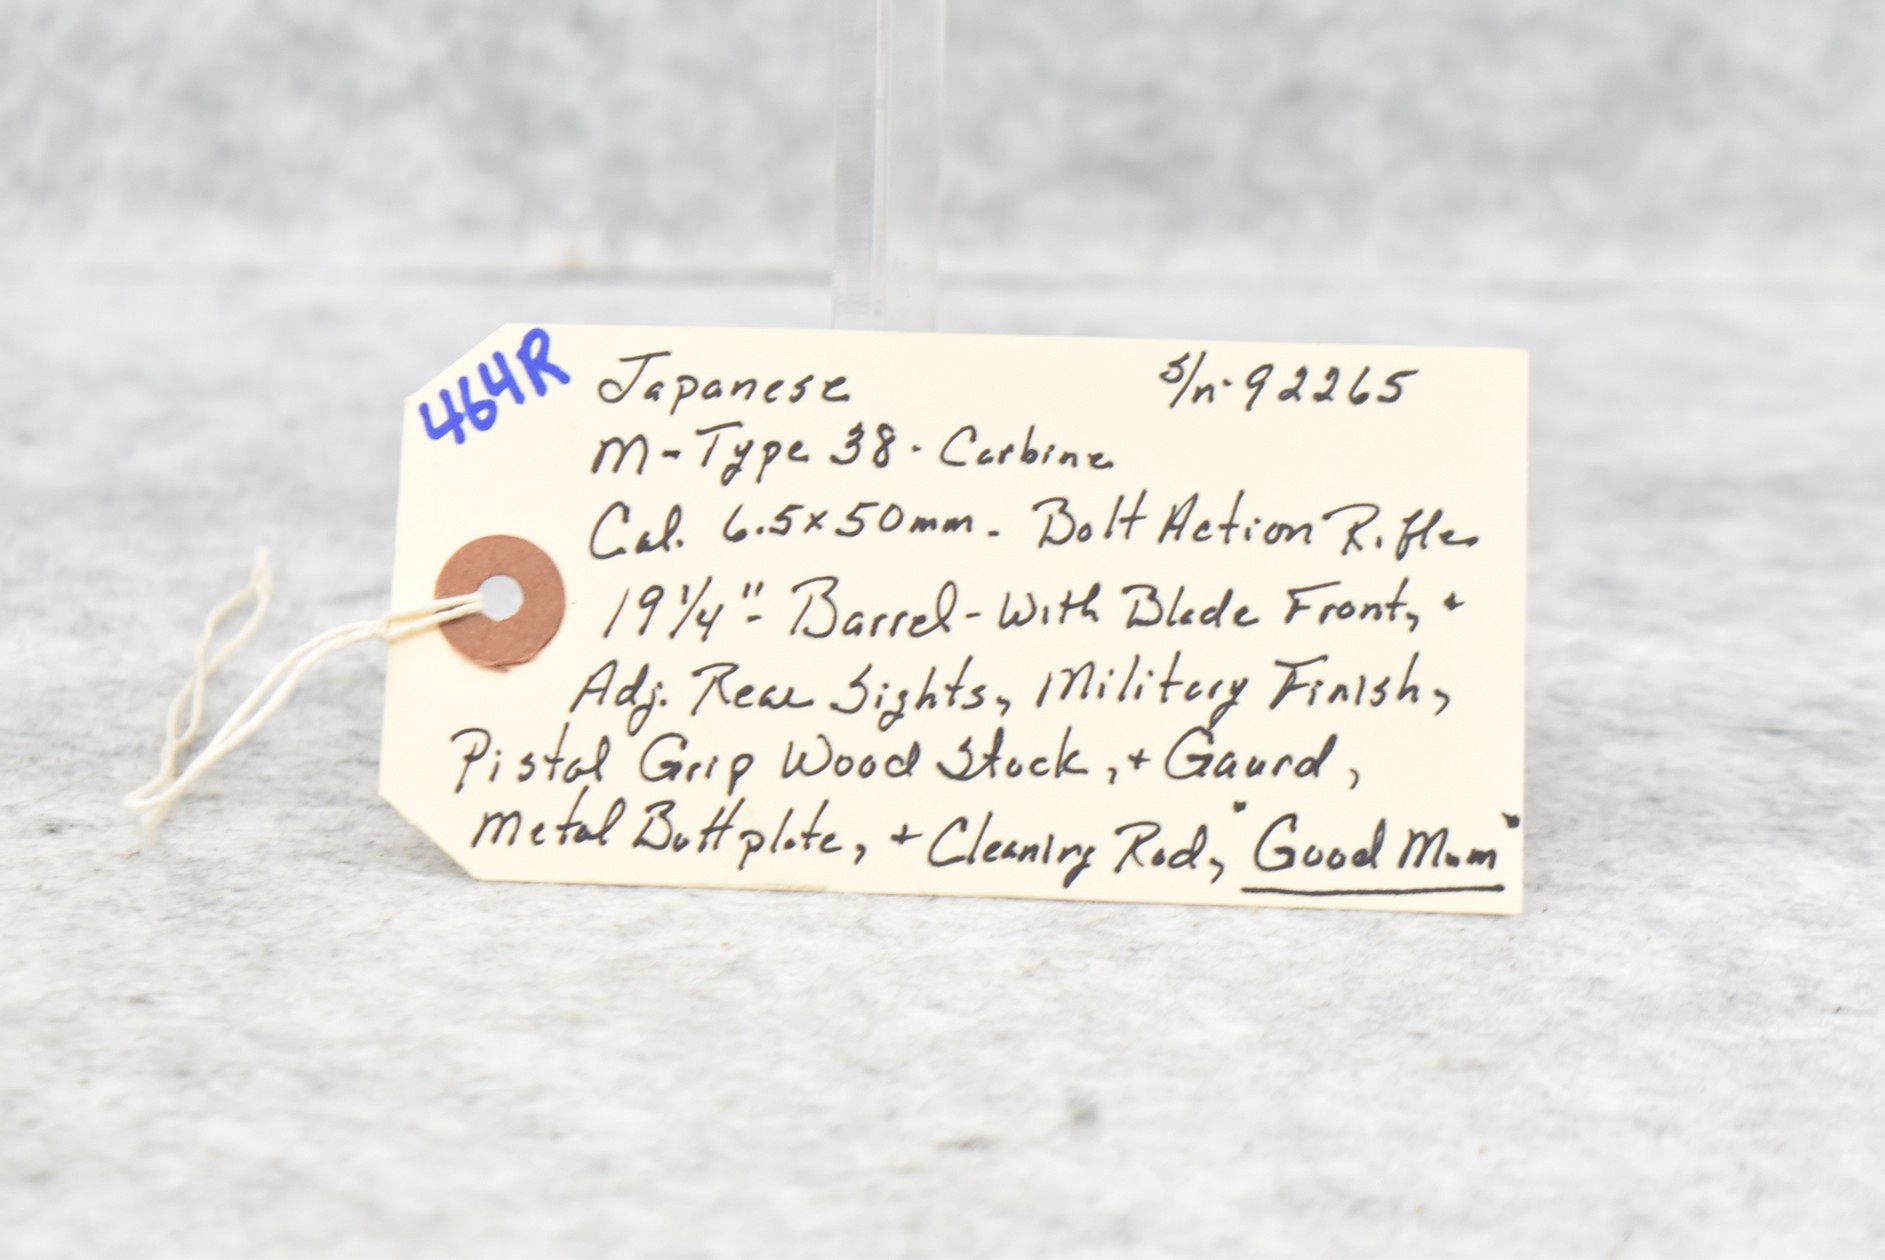 464R
Japanese s/n. 92265
M-Type 38. Carbine
Cal. 6.5x50mm. Bolt Action Rifle
19 1/4" - Barrel - With Blade Front, +
Adj. Rear Sights, Military Finish,
Pistol Grip Wood Stock, + Gaurd,
Metal Buttplate, + Cleaning Rod, "Good Mum"